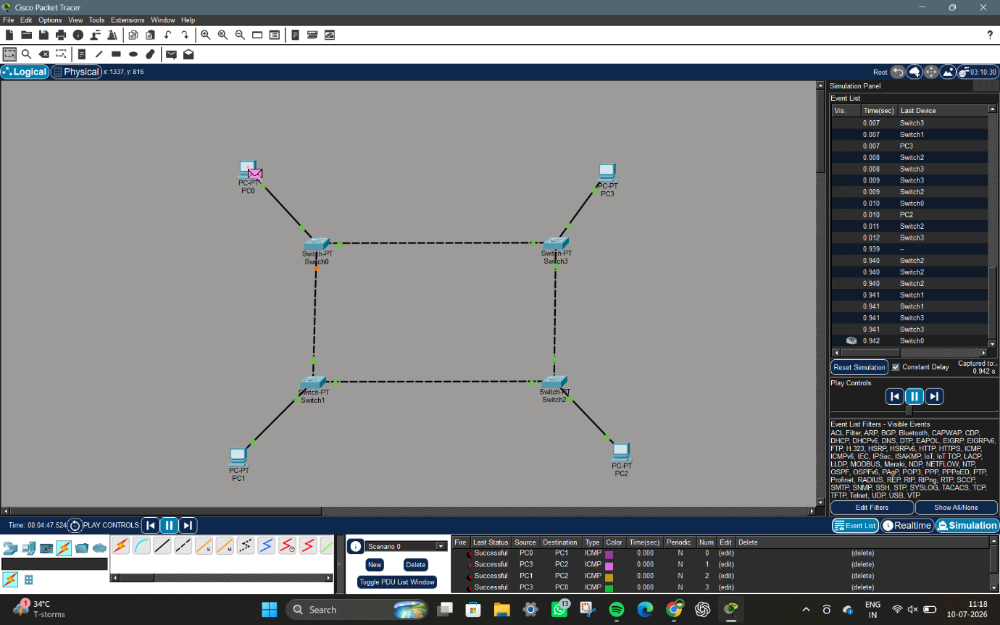 Cisco Packet Tracer
File Edit Options View Tools Extensions Window Help
?
Logical Physical x: 1337, y: 816 Root 03:10:30
Simulation Panel
Event List
Vis. Time(sec) Last Device
0.007 Switch3
0.007 Switch1
0.007 PC3
0.008 Switch2
0.008 Switch3
0.009 Switch3
0.009 Switch2
0.010 Switch0
0.010 PC2
0.011 Switch2
0.012 Switch3
0.939 --
0.940 Switch2
0.940 Switch2
0.940 Switch2
0.941 Switch1
0.941 Switch1
0.941 Switch3
0.941 Switch3
0.942 Switch0
Reset Simulation Constant Delay Captured to:
0.942 s
Play Controls
Event List Filters - Visible Events
ACL Filter, ARP, BGP, Bluetooth, CAPWAP, CDP,
DHCP, DHCPv6, DNS, DTP, EAPOL, EIGRP, EIGRPv6,
FTP, H.323, HSRP, HSRPv6, HTTP, HTTPS, ICMP,
ICMPv6, IEC, IPSec, ISAKMP, IoT, IoT TCP, LACP,
LLDP, MODBUS, Meraki, NDP, NETFLOW, NTP,
OSPF, OSPFv6, PAgP, POP3, PPP, PPPoED, PTP,
Profinet, RADIUS, REP, RIP, RIPng, RTP, SCCP,
SMTP, SNMP, SSH, STP, SYSLOG, TACACS, TCP,
TFTP, Telnet, UDP, USB, VTP
Edit Filters Show All/None
Event List Realtime Simulation
PC-PT
PC0
PC-PT
PC3
Switch-PT
Switch0
Switch-PT
Switch3
Switch-PT
Switch1
Switch-PT
Switch2
PC-PT
PC1
PC-PT
PC2
Time: 00:04:47.524 PLAY CONTROLS:
S M
Scenario 0
New Delete
Toggle PDU List Window
Fire Last Status Source Destination Type Color Time(sec) Periodic Num Edit Delete
Successful PC0 PC1 ICMP 0.000 N 0 (edit) (delete)
Successful PC3 PC2 ICMP 0.000 N 1 (edit) (delete)
Successful PC1 PC2 ICMP 0.000 N 2 (edit) (delete)
Successful PC3 PC0 ICMP 0.000 N 3 (edit) (delete)
1
34°C
T-storms
Search
13
ENG
IN
11:18
10-07-2026